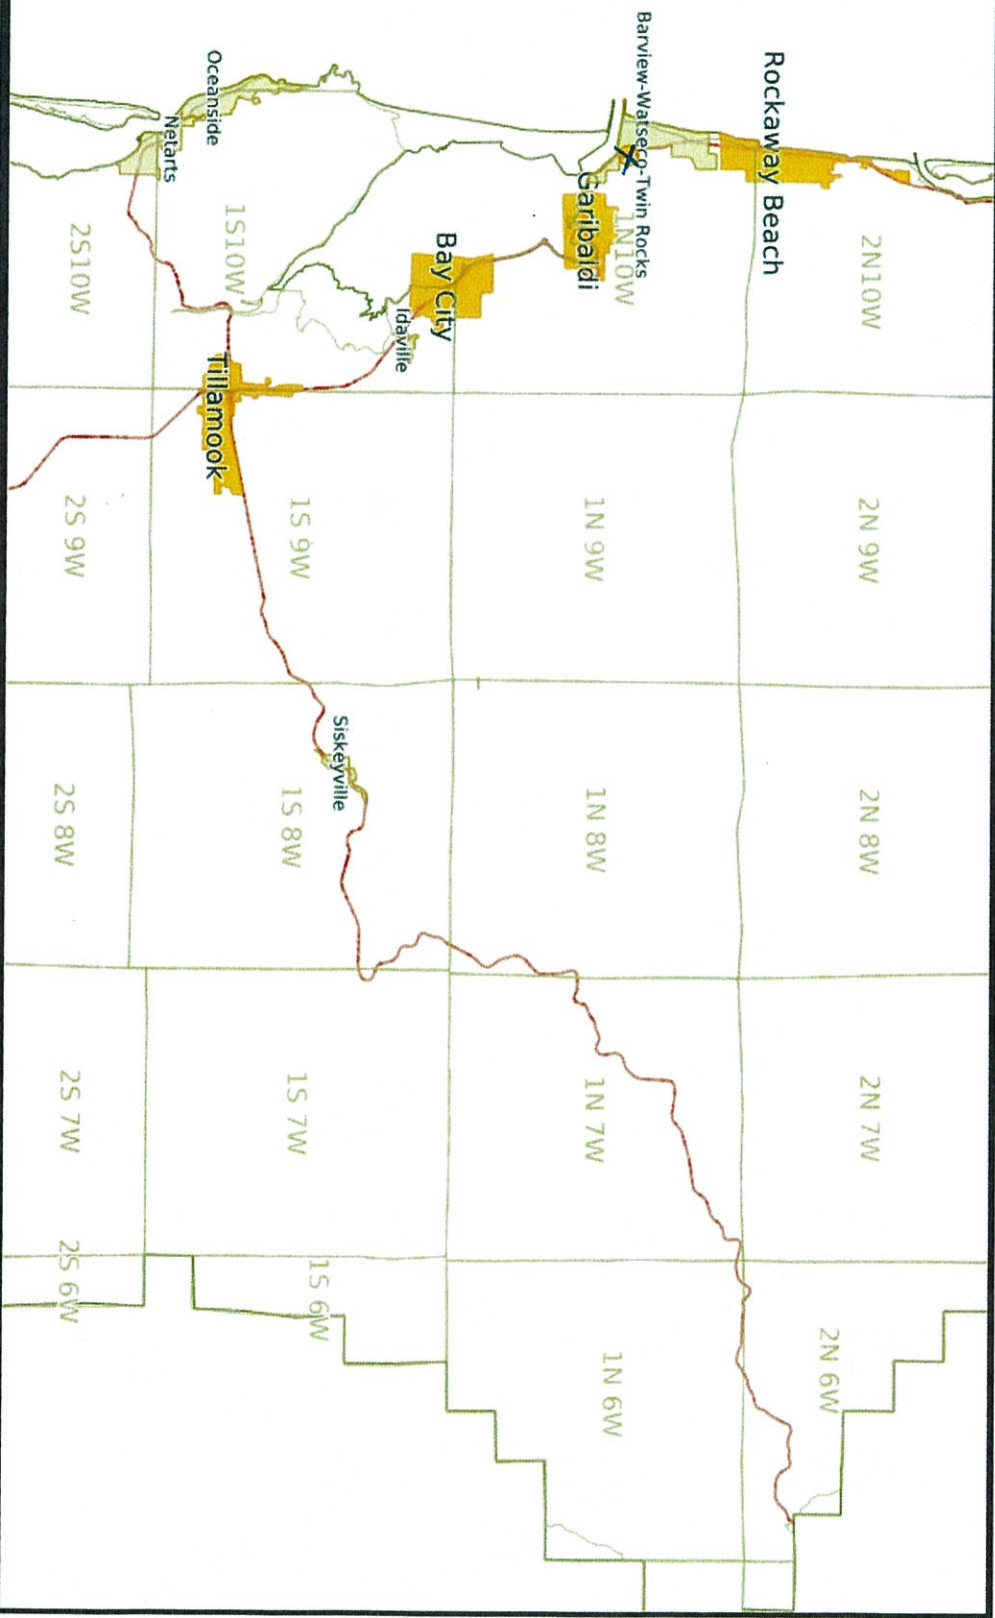 Rockaway Beach
2N10W
2N 9W
2N 8W
2N 7W
2N 6W
Barview-Watseco-Twin Rocks
1N10W
Garibaldi
1N 9W
1N 8W
1N 7W
1N 6W
Bay City
Idaville
Siskeyville
1S10W
1S 9W
1S 8W
1S 7W
1S 6W
Oceanside
Tillamook
Netarts
2S10W
2S 9W
2S 8W
2S 7W
2S 6W